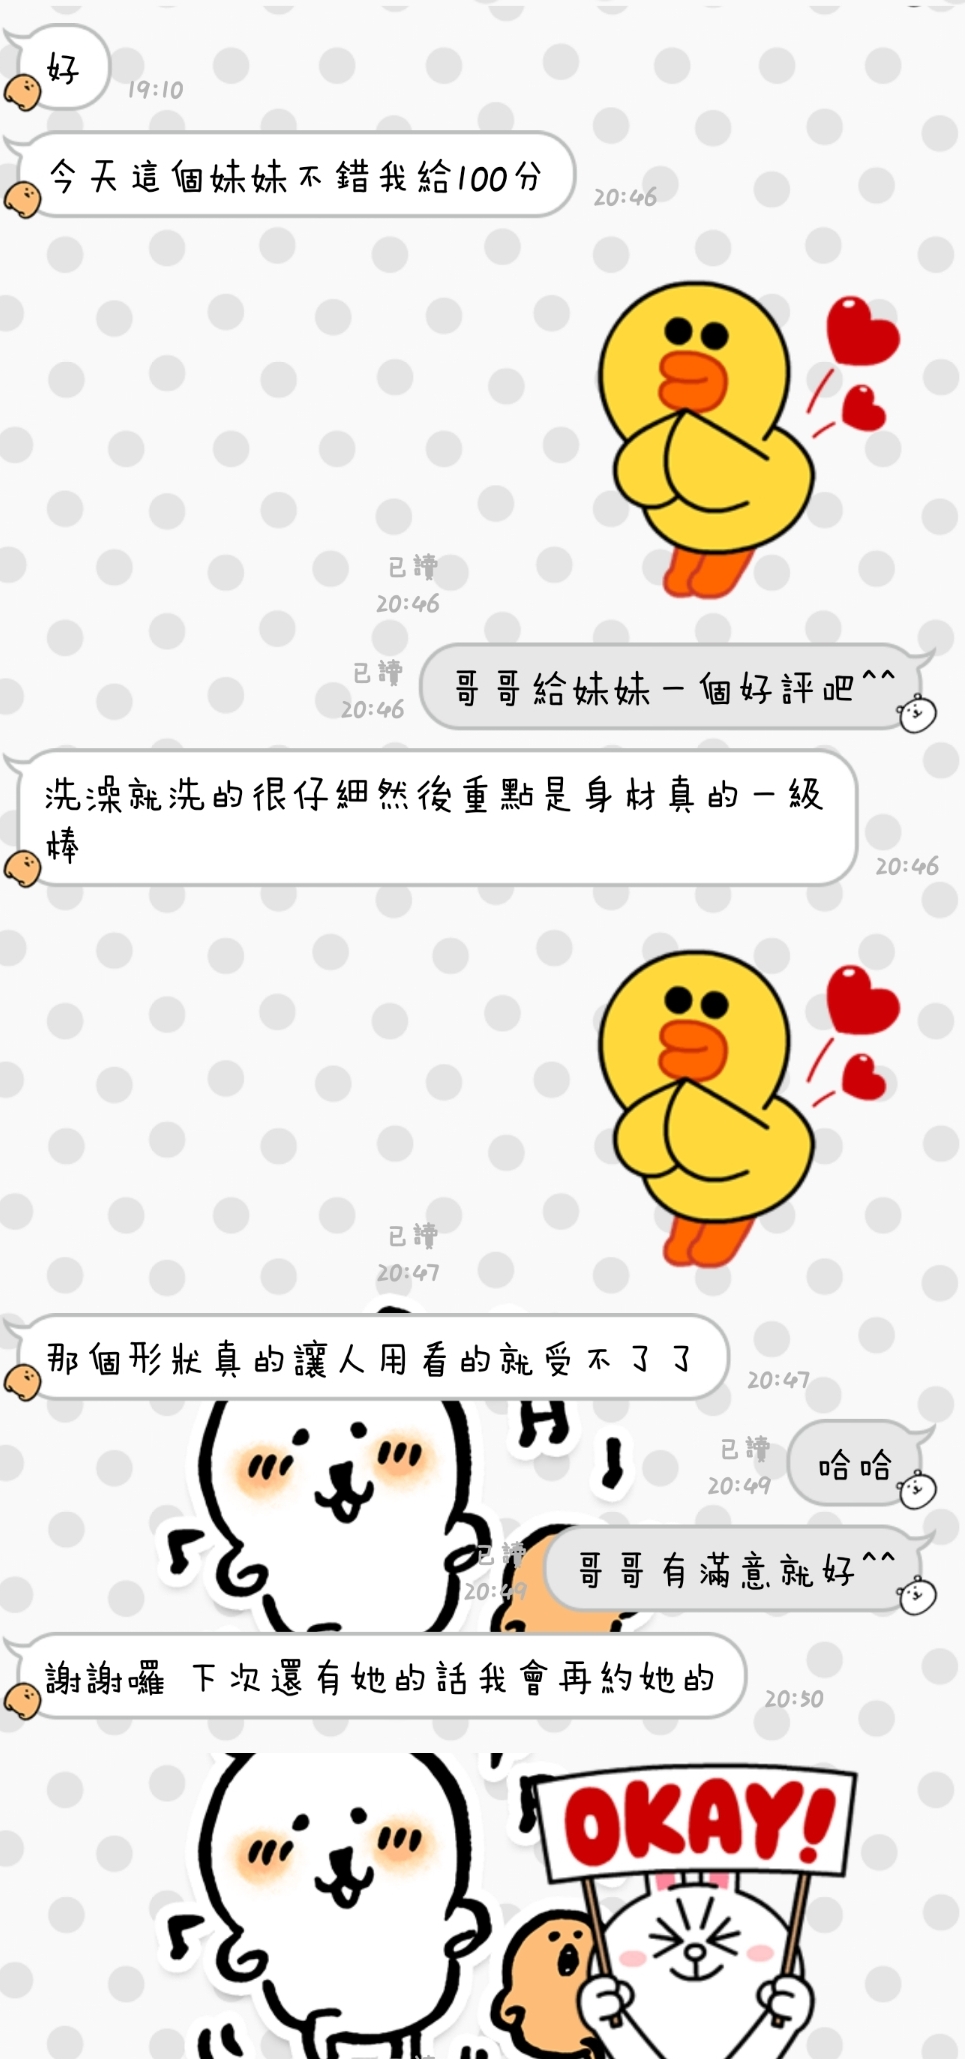 好
19:10
今天這個妹妹不錯我給100分
20:46
已讀
20:46
已讀
20:46
哥哥給妹妹一個好評吧^^
洗澡就洗的很仔細然後重點是身材真的一級
棒
20:46
已讀
20:47
那個形狀真的讓人用看的就受不了了
20:47
已讀
20:49
哈哈
已讀
20:49
哥哥有滿意就好^^
謝謝囉 下次還有她的話我會再約她的
20:50
OKAY!